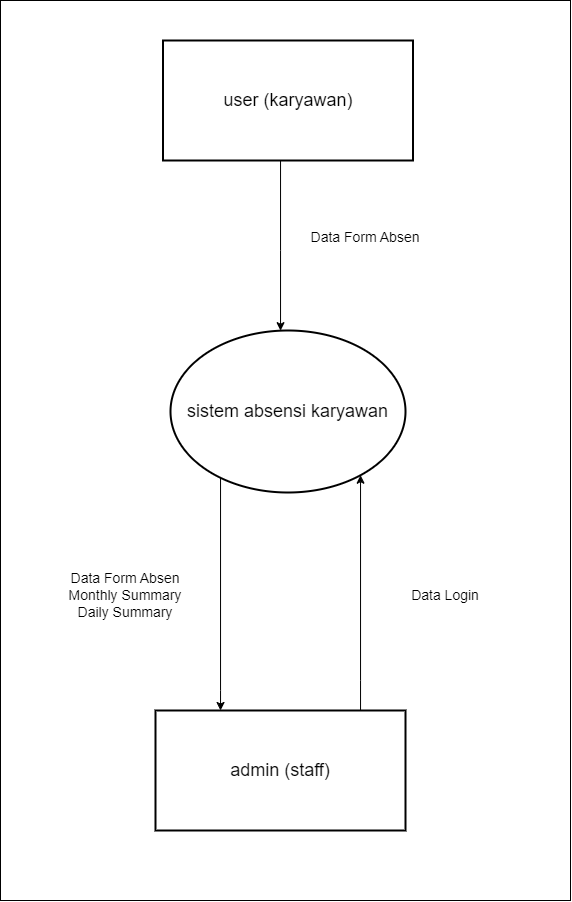 user (karyawan)
Data Form Absen
sistem absensi karyawan
Data Form Absen
Monthly Summary
Daily Summary
Data Login
admin (staff)